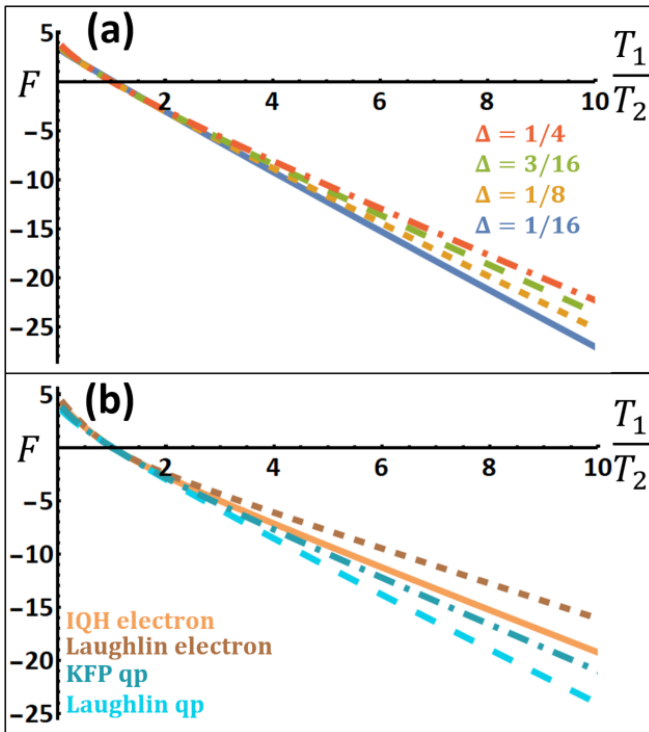 5
(a)
T₁
T₂
F
2 4 6 8 10
−5
−10
−15
−20
−25
Δ = 1/4
Δ = 3/16
Δ = 1/8
Δ = 1/16
5
(b)
T₁
T₂
F
2 4 6 8 10
−5
−10
−15
−20
−25
IQH electron
Laughlin electron
KFP qp
Laughlin qp